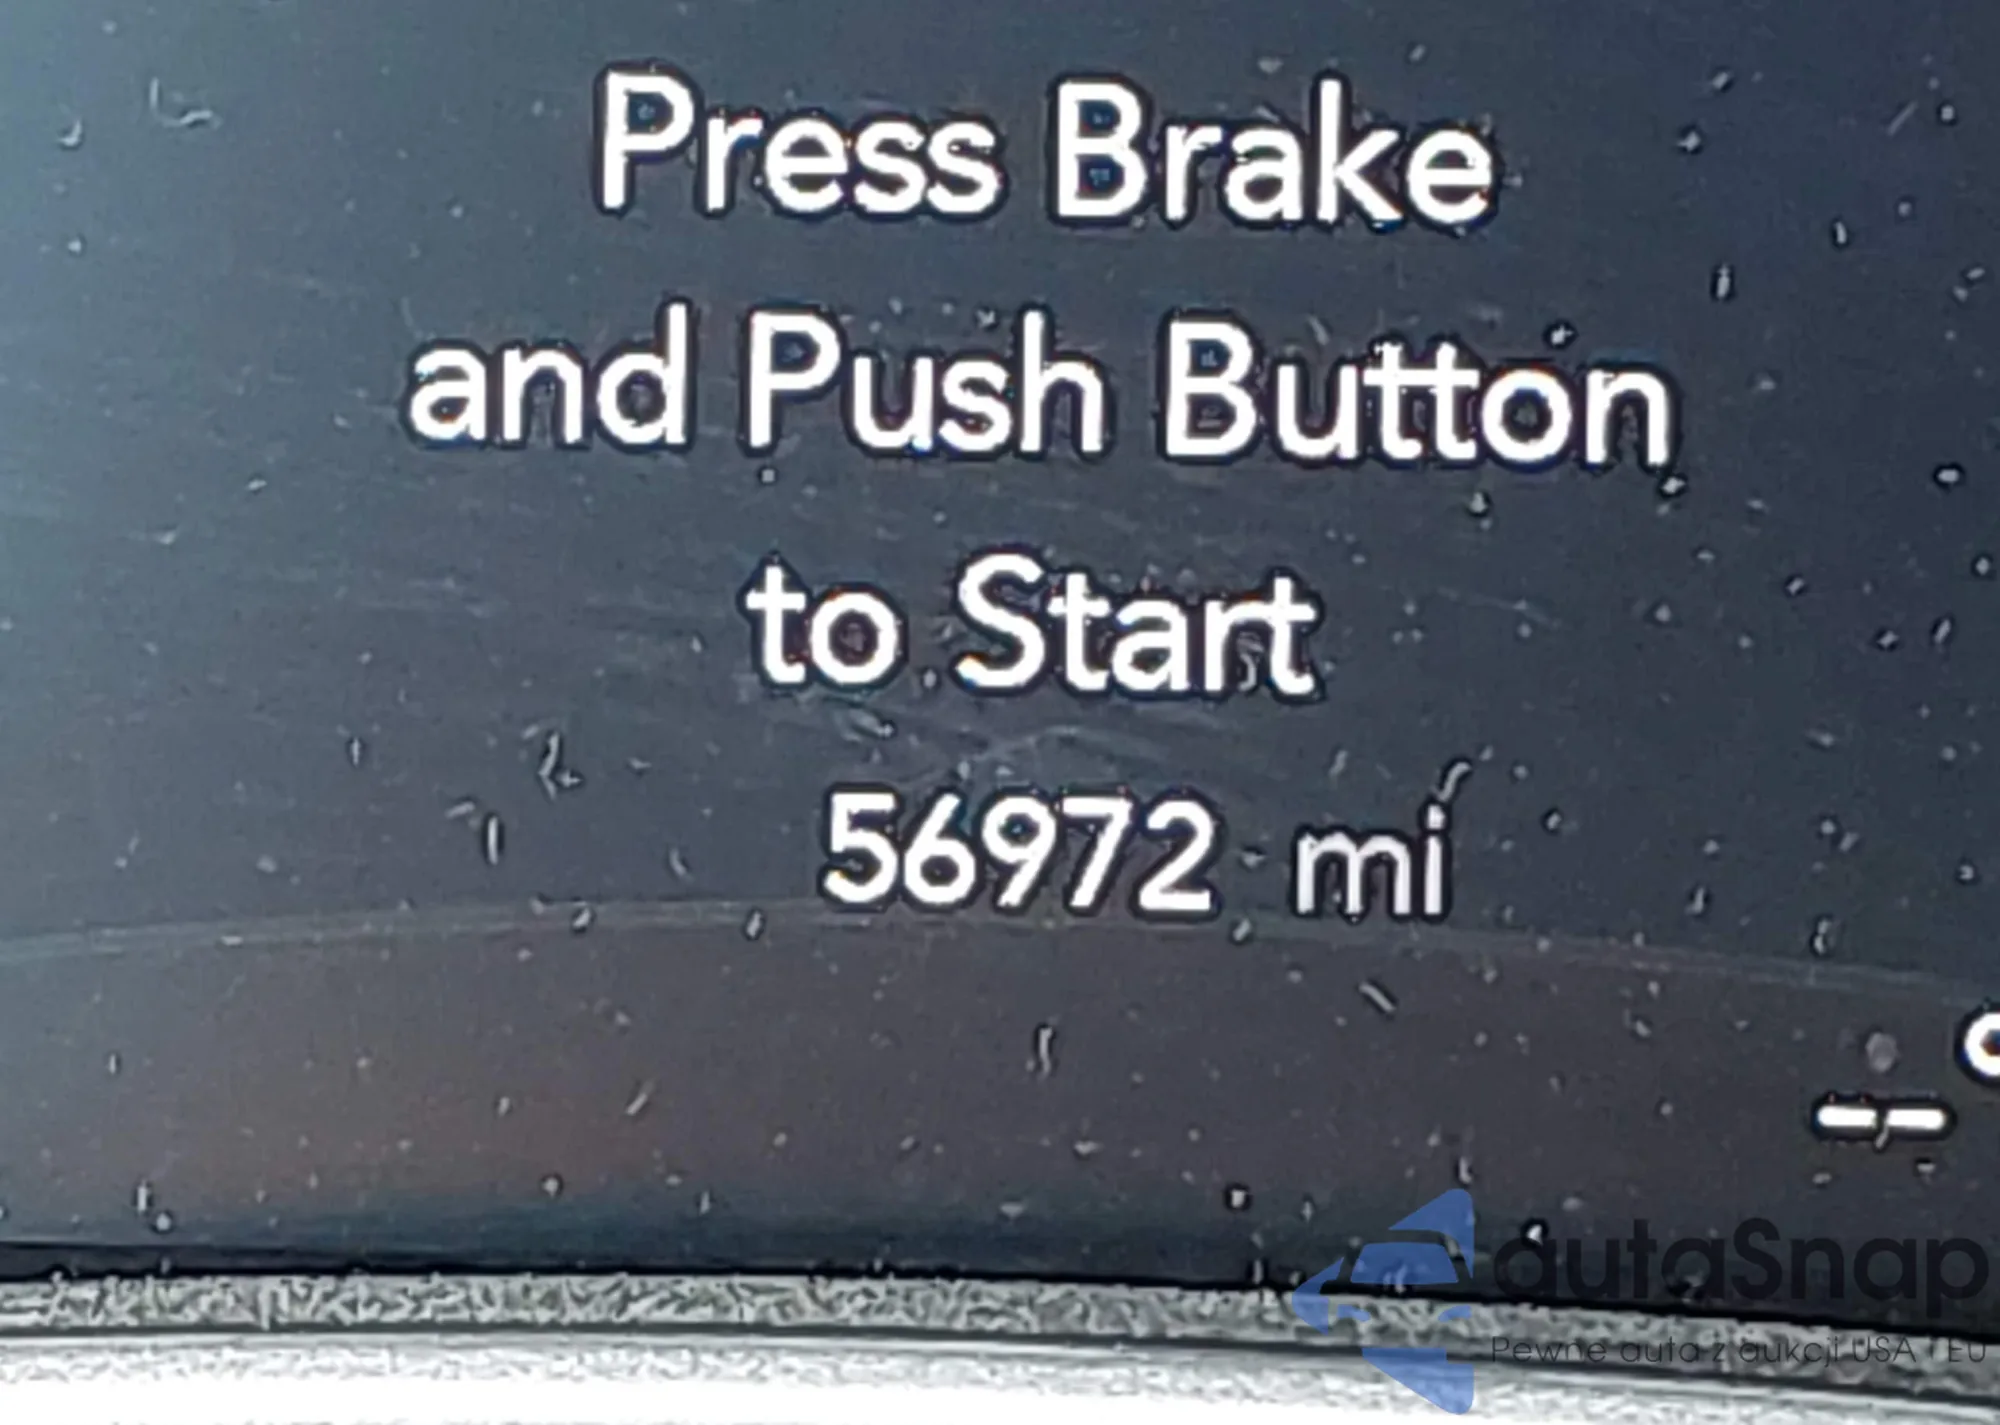 Press Brake
and Push Button
to Start
56972 mi
--°
autaSnap
Pewne auta z aukcji USA i EU